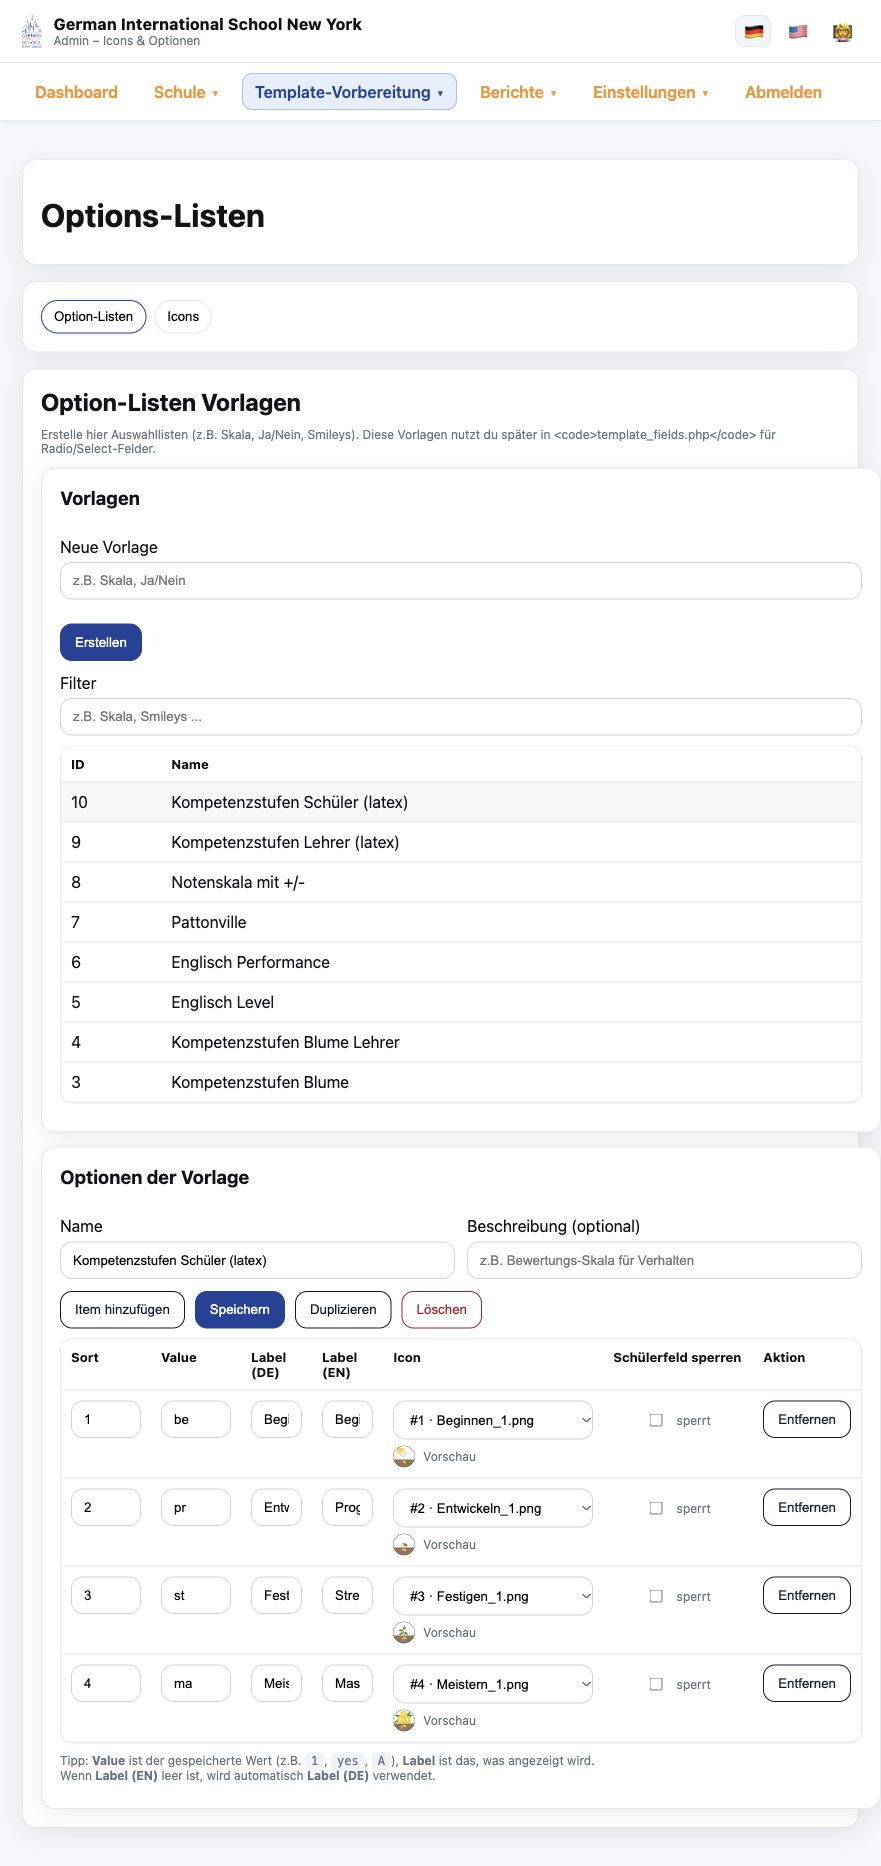 German International School New York
Admin – Icons & Optionen
Dashboard
Schule ▾
Template-Vorbereitung ▾
Berichte ▾
Einstellungen ▾
Abmelden
Options-Listen
Option-Listen
Icons
Option-Listen Vorlagen
Erstelle hier Auswahllisten (z.B. Skala, Ja/Nein, Smileys). Diese Vorlagen nutzt du später in <code>template_fields.php</code> für
Radio/Select-Felder.
Vorlagen
Neue Vorlage
z.B. Skala, Ja/Nein
Erstellen
Filter
z.B. Skala, Smileys ...
ID Name
10 Kompetenzstufen Schüler (latex)
9 Kompetenzstufen Lehrer (latex)
8 Notenskala mit +/-
7 Pattonville
6 Englisch Performance
5 Englisch Level
4 Kompetenzstufen Blume Lehrer
3 Kompetenzstufen Blume
Optionen der Vorlage
Name Beschreibung (optional)
Kompetenzstufen Schüler (latex) z.B. Bewertungs-Skala für Verhalten
Item hinzufügen Speichern Duplizieren Löschen
Sort Value Label (DE) Label (EN) Icon Schülerfeld sperren Aktion
1 be Begi Begi #1 · Beginnen_1.png sperrt Entfernen
Vorschau
2 pr Entw Prog #2 · Entwickeln_1.png sperrt Entfernen
Vorschau
3 st Fest Stre #3 · Festigen_1.png sperrt Entfernen
Vorschau
4 ma Meis Mas #4 · Meistern_1.png sperrt Entfernen
Vorschau
Tipp: Value ist der gespeicherte Wert (z.B. 1, yes, A), Label ist das, was angezeigt wird.
Wenn Label (EN) leer ist, wird automatisch Label (DE) verwendet.